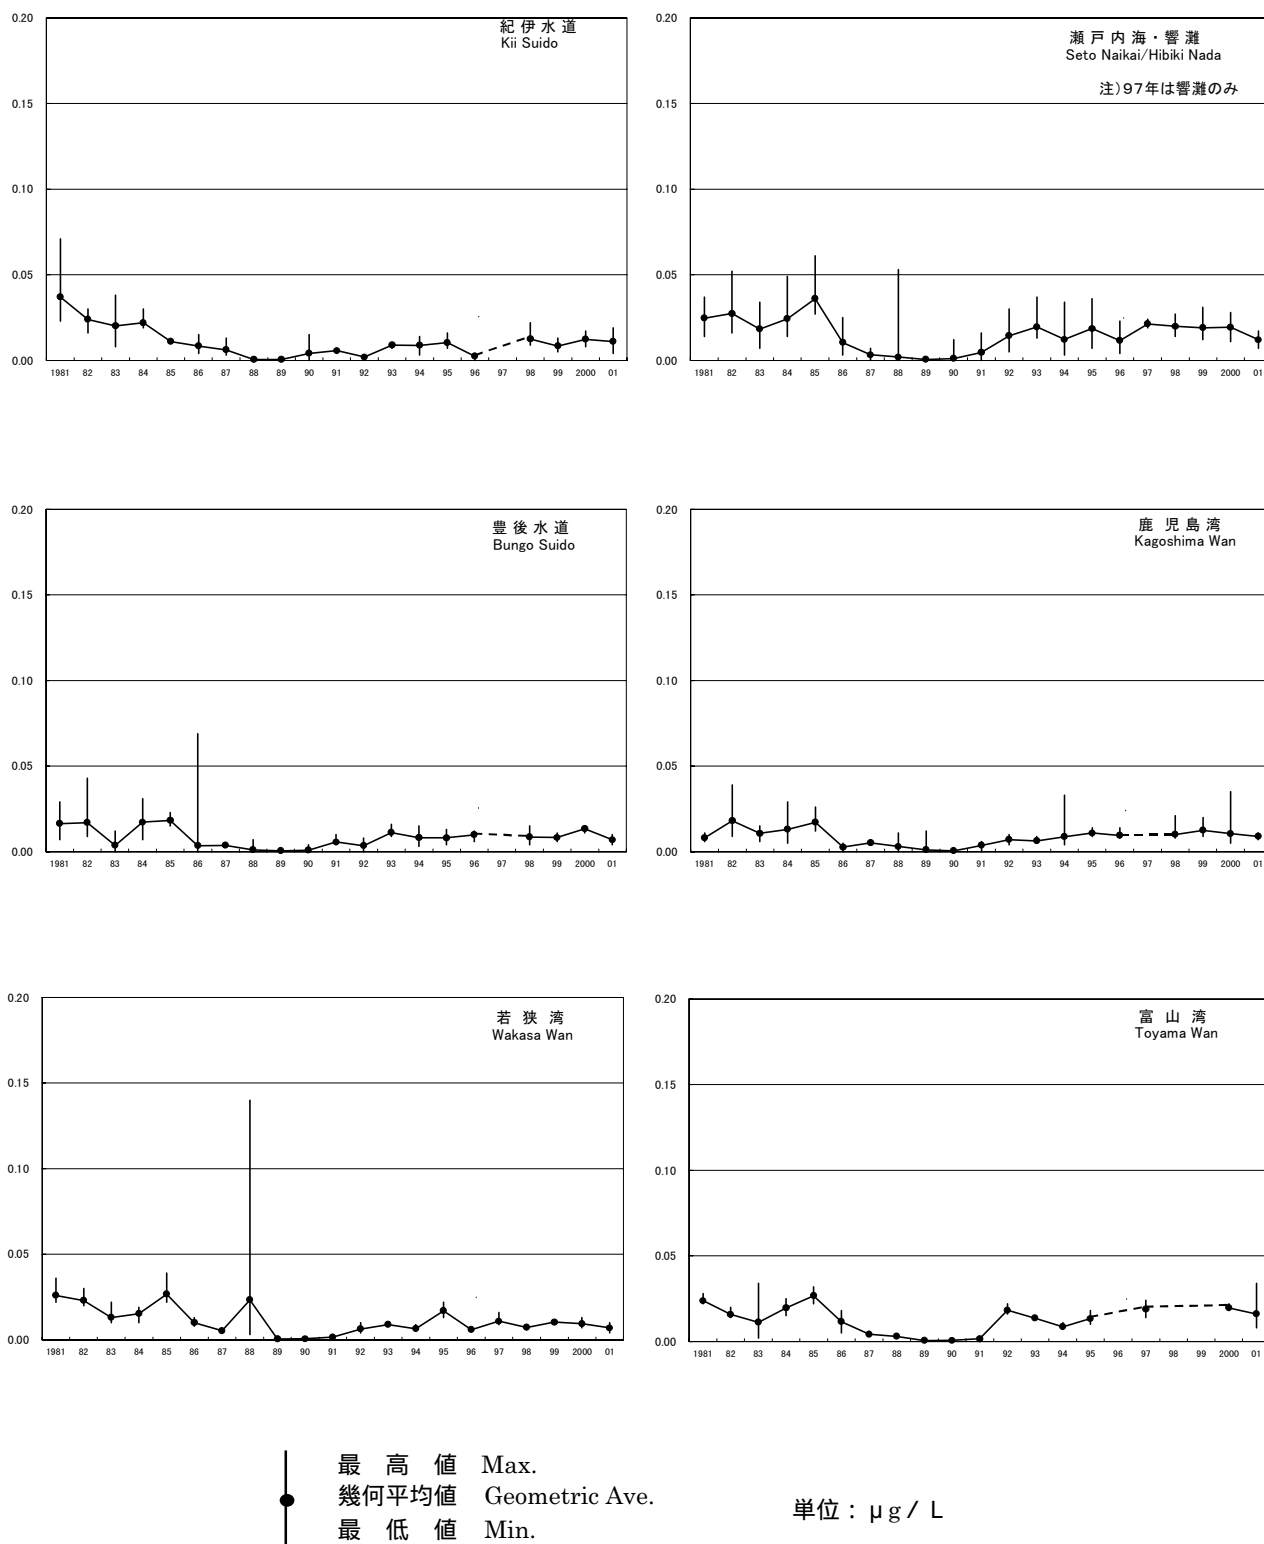 紀伊水道
Kii Suido
0.20
0.15
0.10
0.05
0.00
1981 82 83 84 85 86 87 88 89 90 91 92 93 94 95 96 97 98 99 2000 01
瀬戸内海・響灘
Seto Naikai/Hibiki Nada
注)97年は響灘のみ
0.20
0.15
0.10
0.05
0.00
1981 82 83 84 85 86 87 88 89 90 91 92 93 94 95 96 97 98 99 2000 01
豊後水道
Bungo Suido
0.20
0.15
0.10
0.05
0.00
1981 82 83 84 85 86 87 88 89 90 91 92 93 94 95 96 97 98 99 2000 01
鹿児島湾
Kagoshima Wan
0.20
0.15
0.10
0.05
0.00
1981 82 83 84 85 86 87 88 89 90 91 92 93 94 95 96 97 98 99 2000 01
若狭湾
Wakasa Wan
0.20
0.15
0.10
0.05
0.00
1981 82 83 84 85 86 87 88 89 90 91 92 93 94 95 96 97 98 99 2000 01
富山湾
Toyama Wan
0.20
0.15
0.10
0.05
0.00
1981 82 83 84 85 86 87 88 89 90 91 92 93 94 95 96 97 98 99 2000 01
最高値 Max.
幾何平均値 Geometric Ave.
最低値 Min.
単位：μg/L